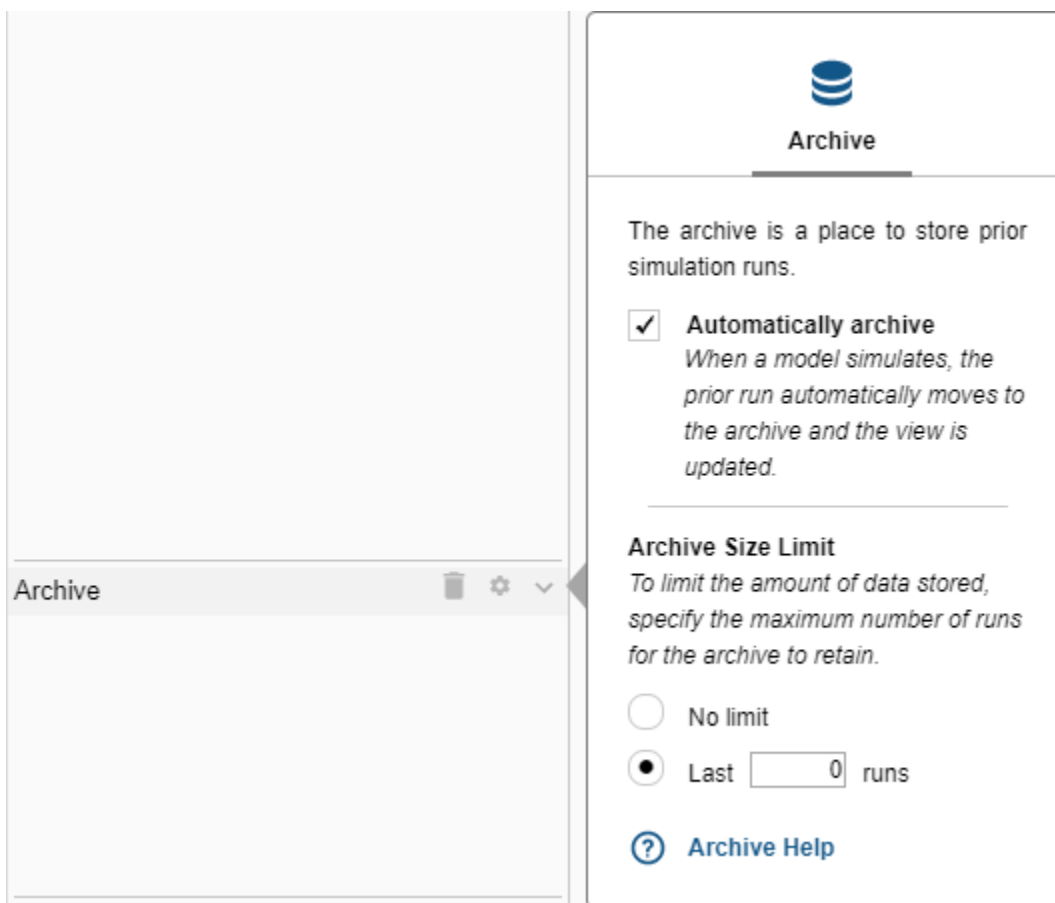 Archive
The archive is a place to store prior
simulation runs.
Automatically archive
When a model simulates, the
prior run automatically moves to
the archive and the view is
updated.
Archive Size Limit
To limit the amount of data stored,
specify the maximum number of runs
for the archive to retain.
No limit
Last 0 runs
? Archive Help
Archive